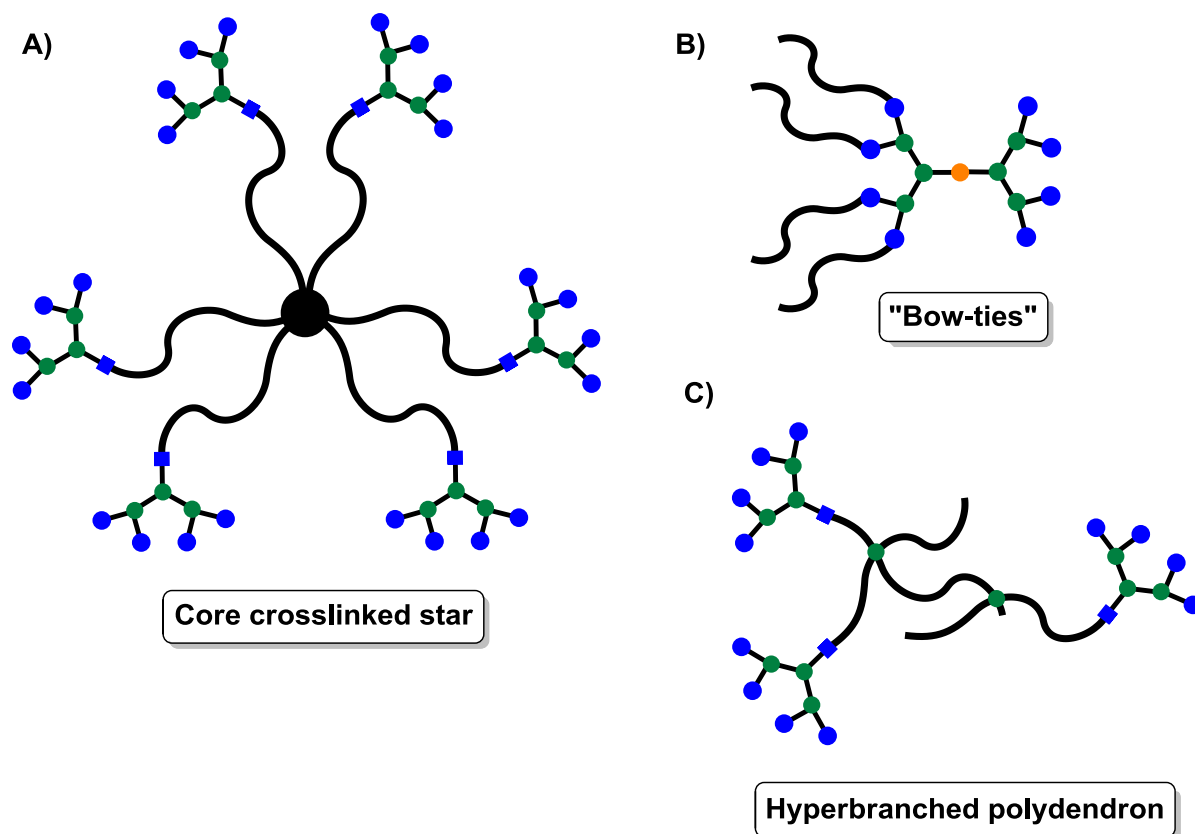 A)
Core crosslinked star
B)
"Bow-ties"
C)
Hyperbranched polydendron